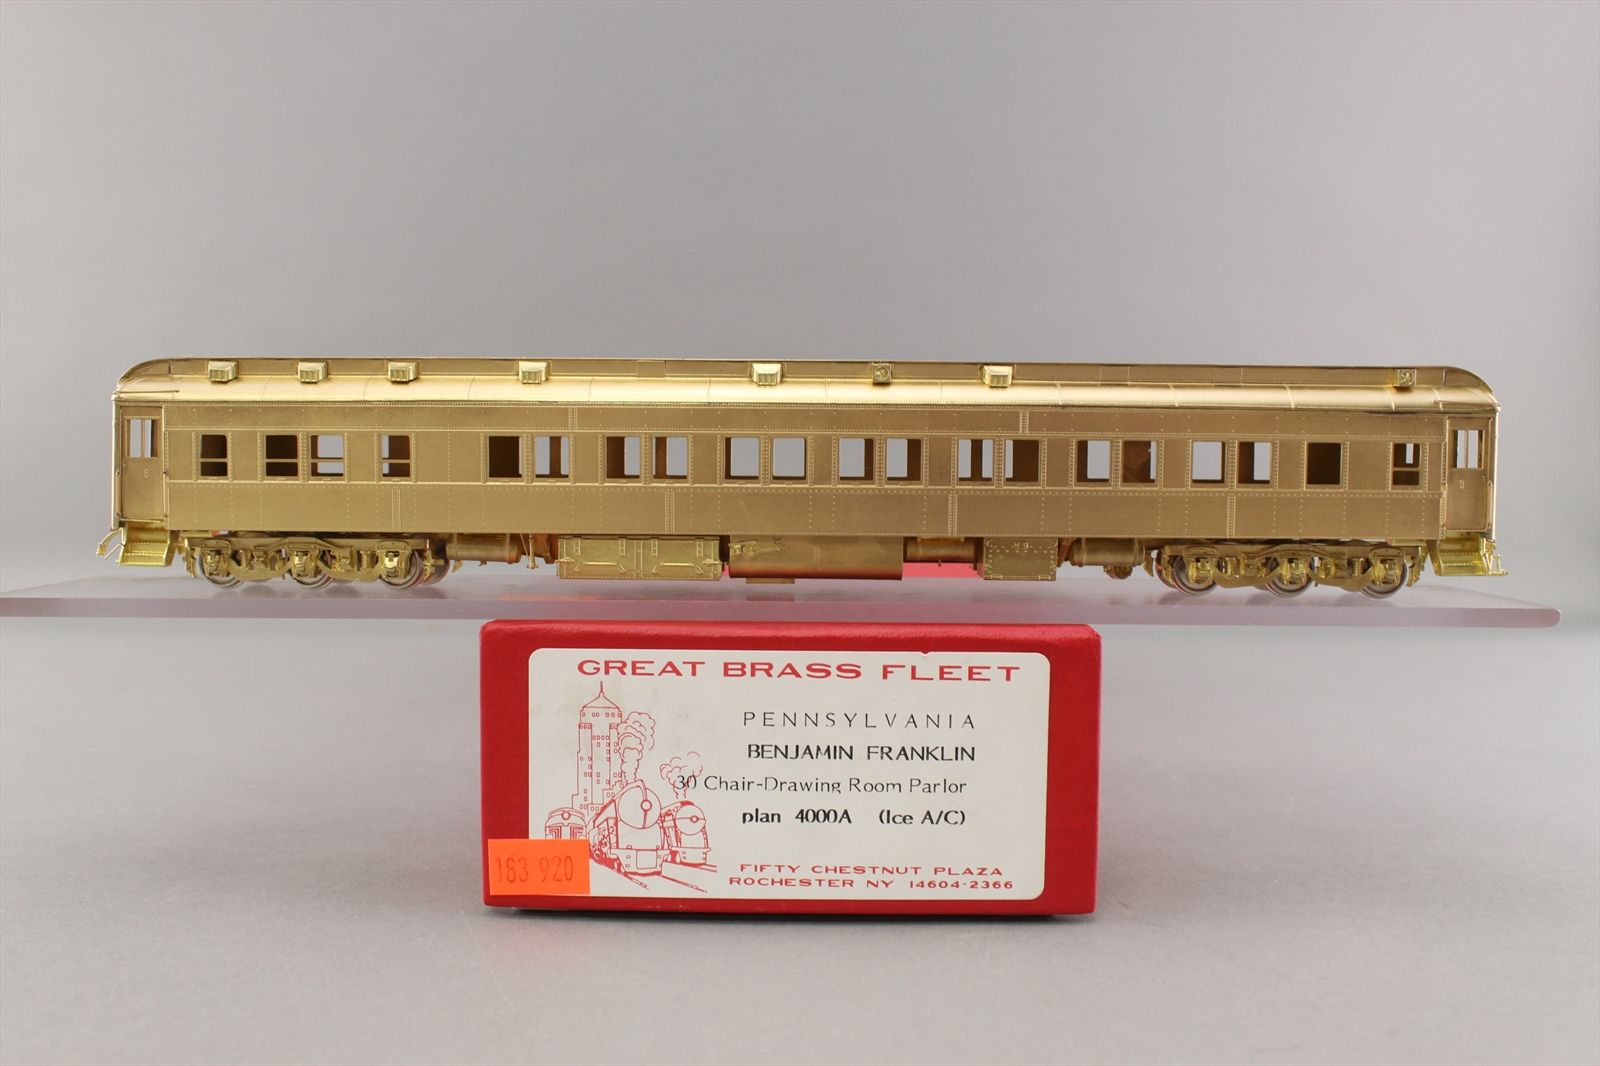 GREAT BRASS FLEET
PENNSYLVANIA
BENJAMIN FRANKLIN
30 Chair-Drawing Room Parlor
plan 4000A (Ice A/C)
FIFTY CHESTNUT PLAZA
ROCHESTER NY 14604-2366
183 920